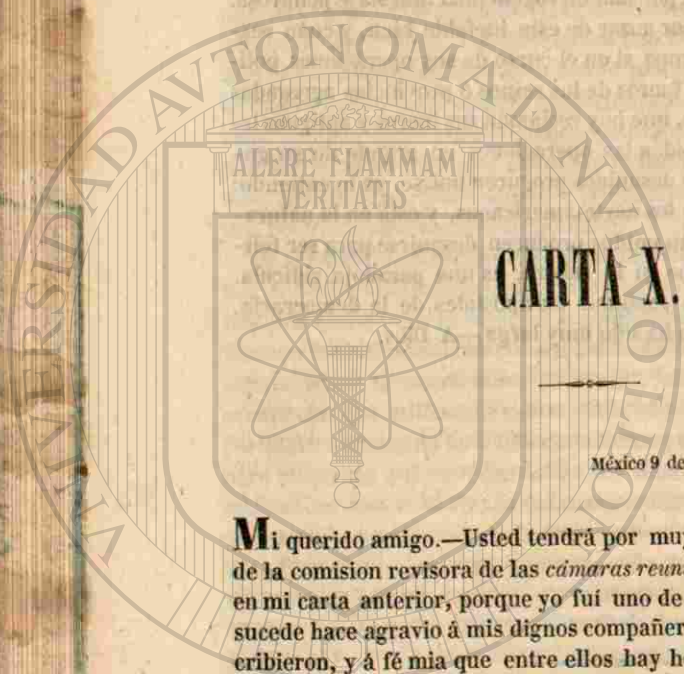 UNIVERSIDAD AUTONOMA DE NUEVO LEON
ALERE FLAMMAM
VERITATIS
CARTA X.
México 9 de
Mi querido amigo.—Usted tendrá por muy
de la comision revisora de las cámaras reun
en mi carta anterior, porque yo fuí uno de
sucede hace agravio á mis dignos compañer
cribieron, y á fé mia que entre ellos hay h